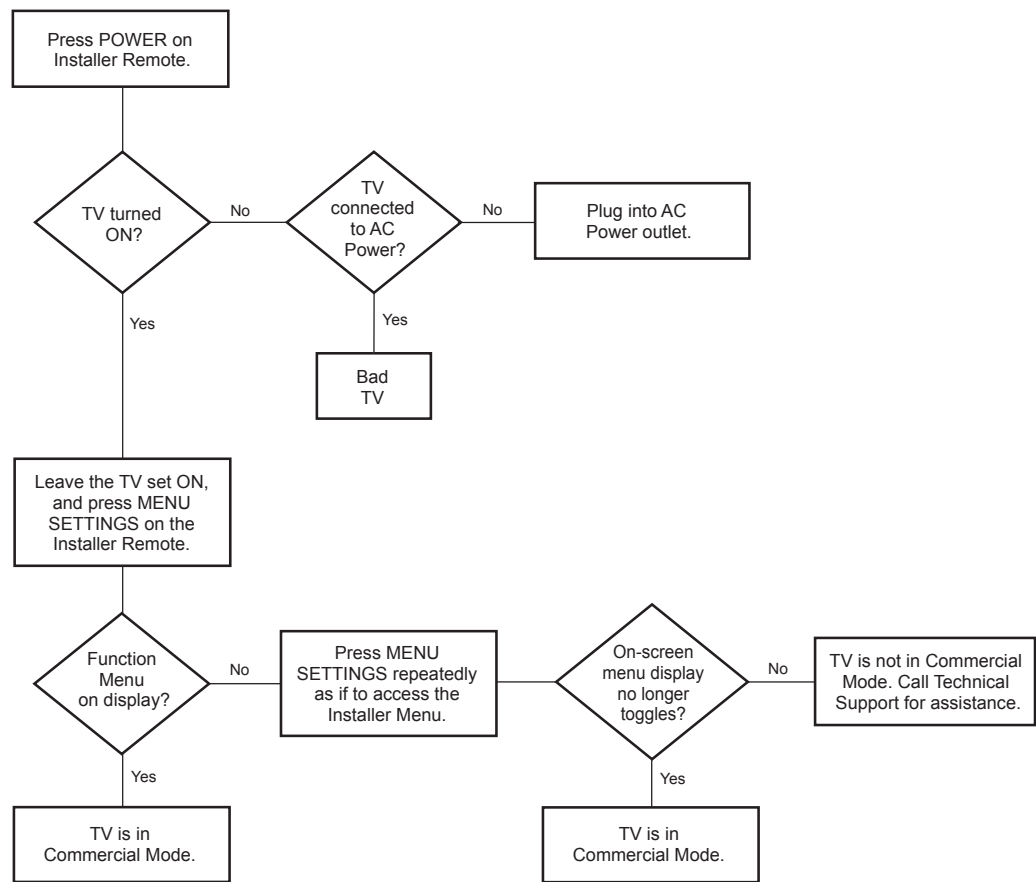 Press POWER on
Installer Remote.
TV turned
ON?
No
TV
connected
to AC
Power?
No
Plug into AC
Power outlet.
Yes
Yes
Bad
TV
Leave the TV set ON,
and press MENU
SETTINGS on the
Installer Remote.
Function
Menu
on display?
No
Press MENU
SETTINGS repeatedly
as if to access the
Installer Menu.
On-screen
menu display
no longer
toggles?
No
TV is not in Commercial
Mode. Call Technical
Support for assistance.
Yes
Yes
TV is in
Commercial Mode.
TV is in
Commercial Mode.